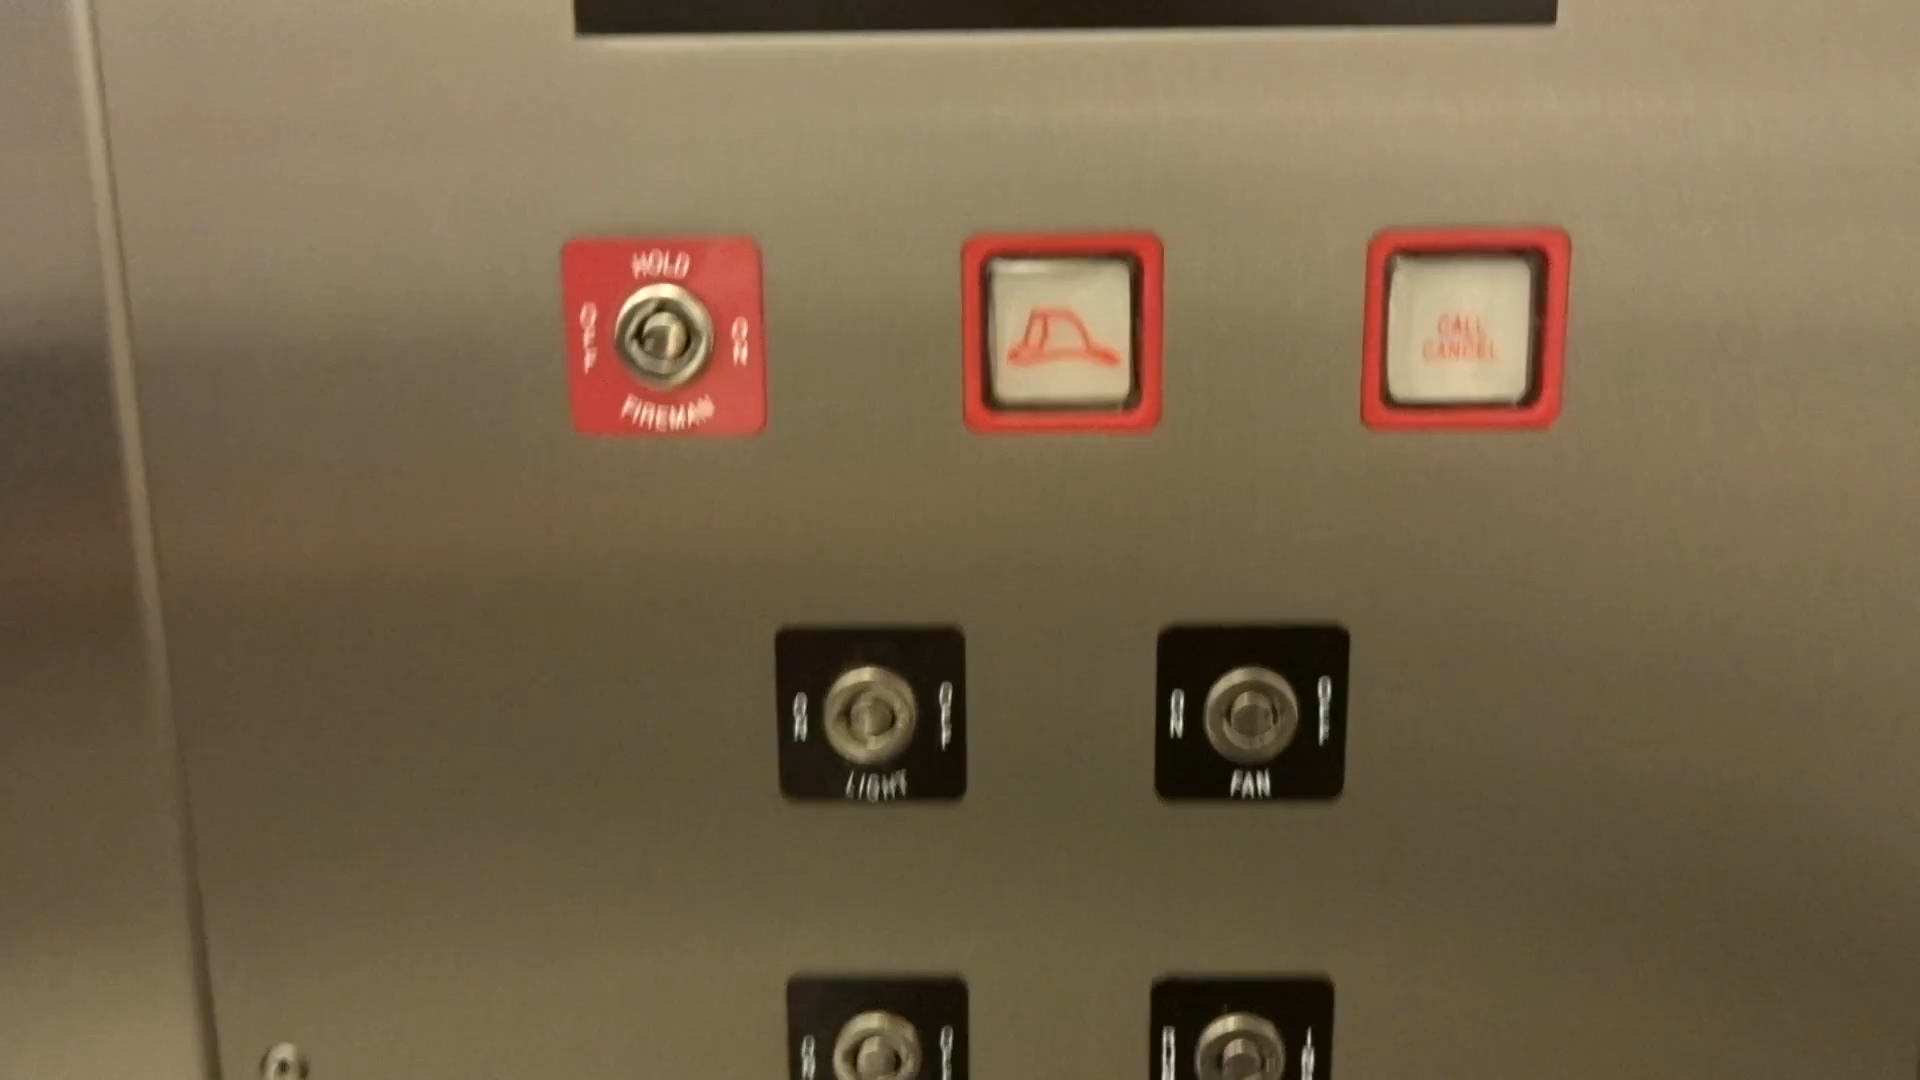 HOLD
OFF
ON
FIREMAN
CALL
CANCEL
ON
OFF
LIGHT
ON
OFF
FAN